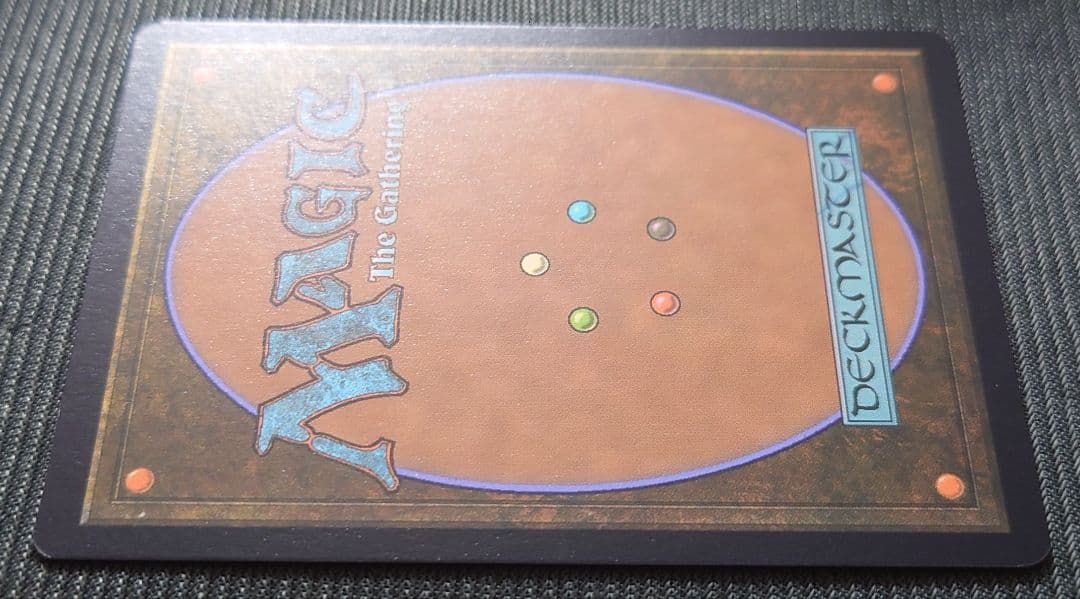 MAGIC
The Gathering
DECKMASTER